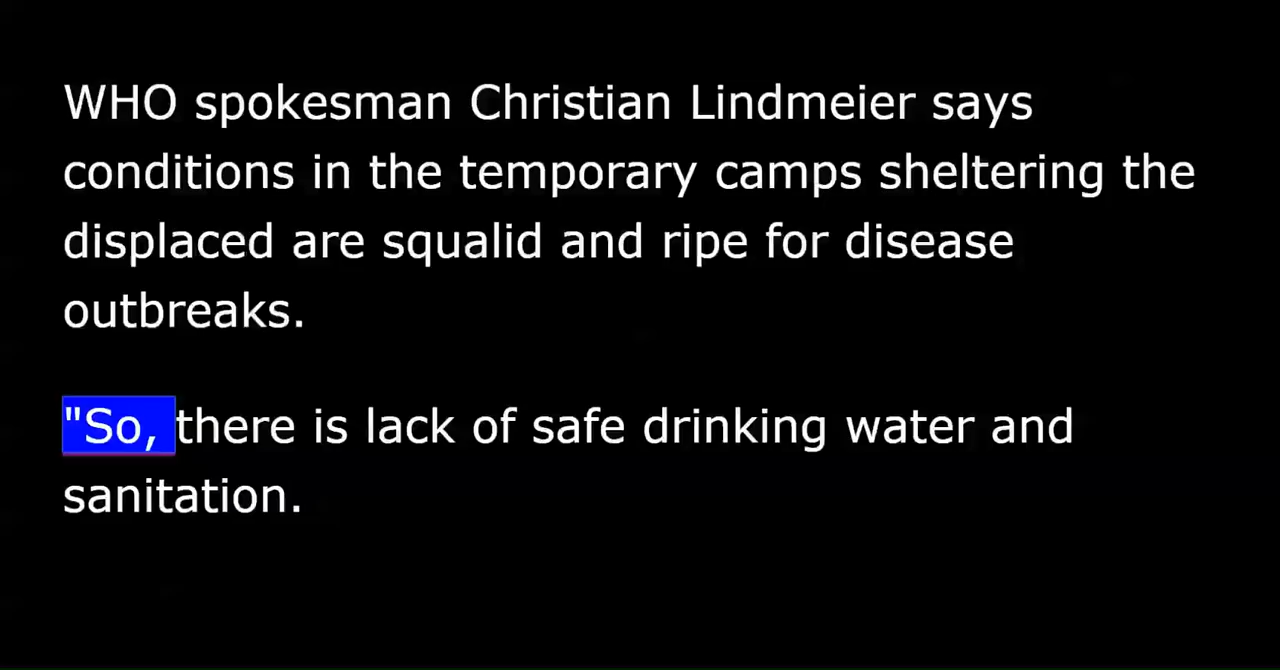 WHO spokesman Christian Lindmeier says
conditions in the temporary camps sheltering the
displaced are squalid and ripe for disease
outbreaks.
"So, there is lack of safe drinking water and
sanitation.